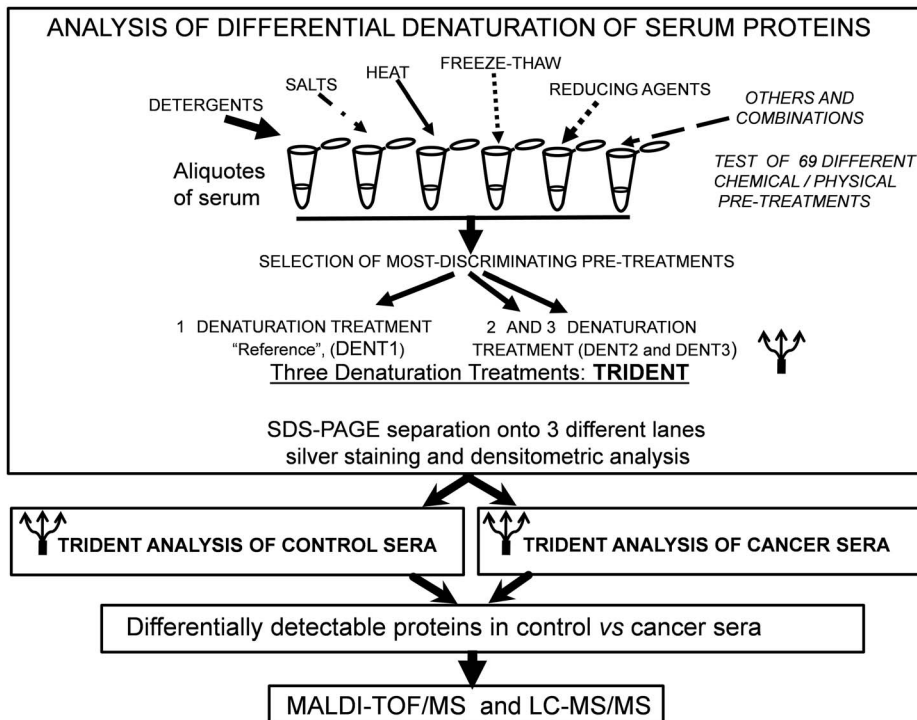 ANALYSIS OF DIFFERENTIAL DENATURATION OF SERUM PROTEINS
DETERGENTS
SALTS
HEAT
FREEZE-THAW
REDUCING AGENTS
OTHERS AND
COMBINATIONS
Aliquotes
of serum
TEST OF 69 DIFFERENT
CHEMICAL / PHYSICAL
PRE-TREATMENTS
SELECTION OF MOST-DISCRIMINATING PRE-TREATMENTS
1 DENATURATION TREATMENT
“Reference”, (DENT1)
2 AND 3 DENATURATION
TREATMENT (DENT2 and DENT3)
Three Denaturation Treatments: TRIDENT
SDS-PAGE separation onto 3 different lanes
silver staining and densitometric analysis
TRIDENT ANALYSIS OF CONTROL SERA
TRIDENT ANALYSIS OF CANCER SERA
Differentially detectable proteins in control vs cancer sera
MALDI-TOF/MS and LC-MS/MS